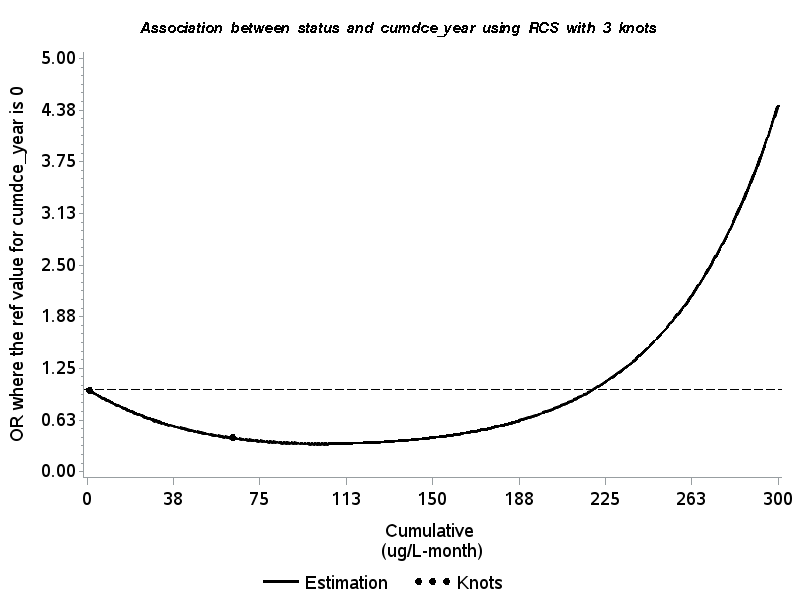 Association between status and cumdce_year using RCS with 3 knots
OR where the ref value for cumdce_year is 0
5.00
4.38
3.75
3.13
2.50
1.88
1.25
0.63
0.00
0 38 75 113 150 188 225 263 300
Cumulative
(ug/L-month)
Estimation Knots